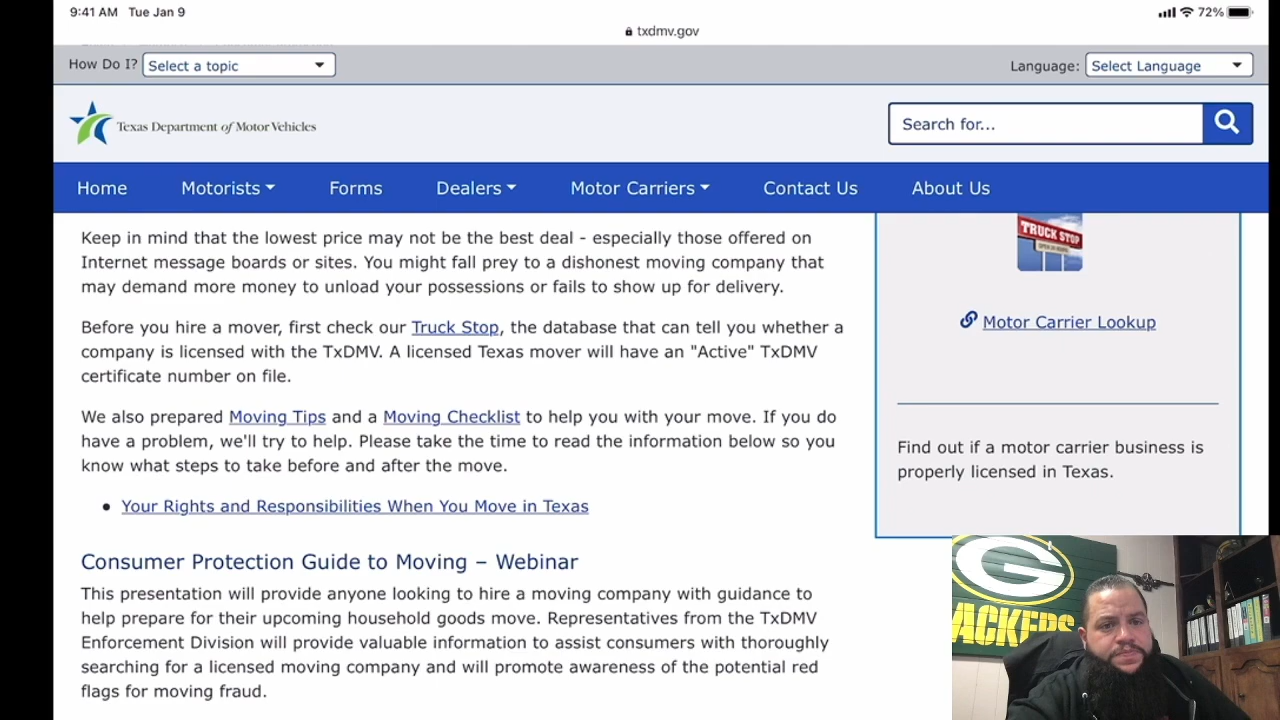 9:41 AM Tue Jan 9
72%
txdmv.gov
How Do I? Select a topic
Language: Select Language
Texas Department of Motor Vehicles
Search for...
Home Motorists Forms Dealers Motor Carriers Contact Us About Us
Keep in mind that the lowest price may not be the best deal - especially those offered on
Internet message boards or sites. You might fall prey to a dishonest moving company that
may demand more money to unload your possessions or fails to show up for delivery.
Before you hire a mover, first check our Truck Stop, the database that can tell you whether a
company is licensed with the TxDMV. A licensed Texas mover will have an "Active" TxDMV
certificate number on file.
We also prepared Moving Tips and a Moving Checklist to help you with your move. If you do
have a problem, we'll try to help. Please take the time to read the information below so you
know what steps to take before and after the move.
• Your Rights and Responsibilities When You Move in Texas
Consumer Protection Guide to Moving – Webinar
This presentation will provide anyone looking to hire a moving company with guidance to
help prepare for their upcoming household goods move. Representatives from the TxDMV
Enforcement Division will provide valuable information to assist consumers with thoroughly
searching for a licensed moving company and will promote awareness of the potential red
flags for moving fraud.
TRUCK STOP
Motor Carrier Lookup
Find out if a motor carrier business is
properly licensed in Texas.
G
PACKERS